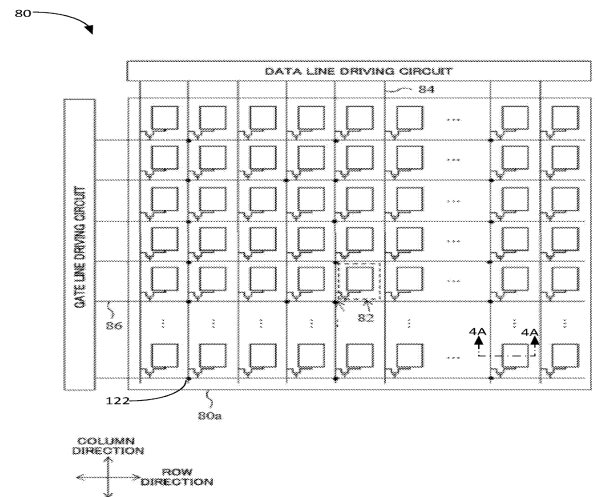 80
DATA LINE DRIVING CIRCUIT
84
GATE LINE DRIVING CIRCUIT
82
86
4A 4A
122
80a
COLUMN
DIRECTION
ROW
DIRECTION